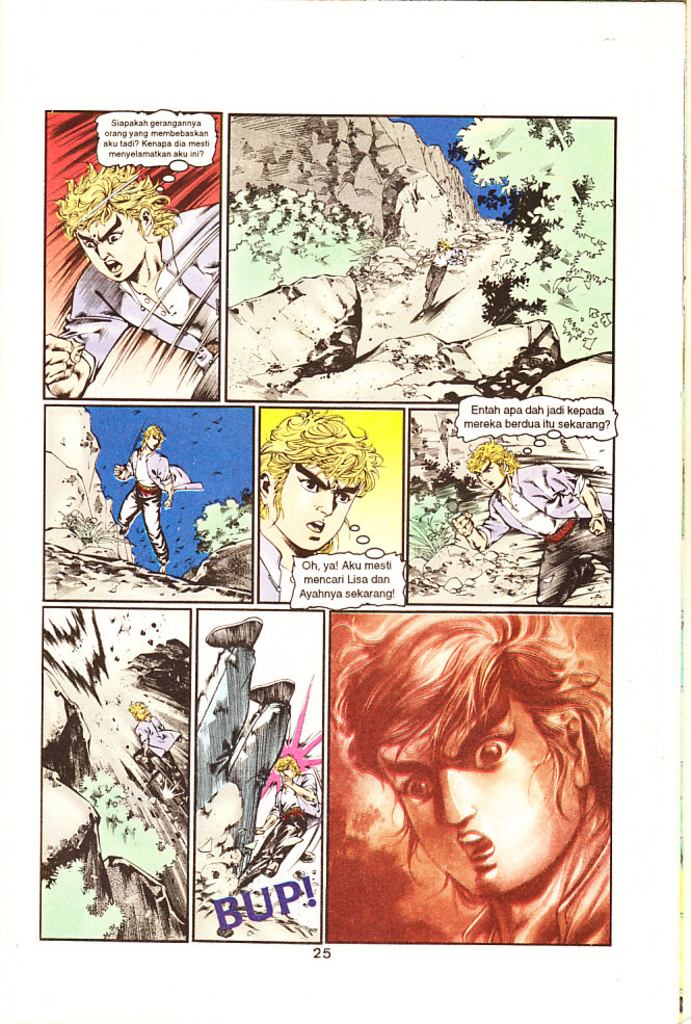 Siapakah gerangannya
orang yang membebaskan
aku tadi? Kenapa dia mesti
menyelamatkan aku ini?
Oh, ya! Aku mesti
mencari Lisa dan
Ayahnya sekarang!
Entah apa dah jadi kepada
mereka berdua itu sekarang?
BUP!
25